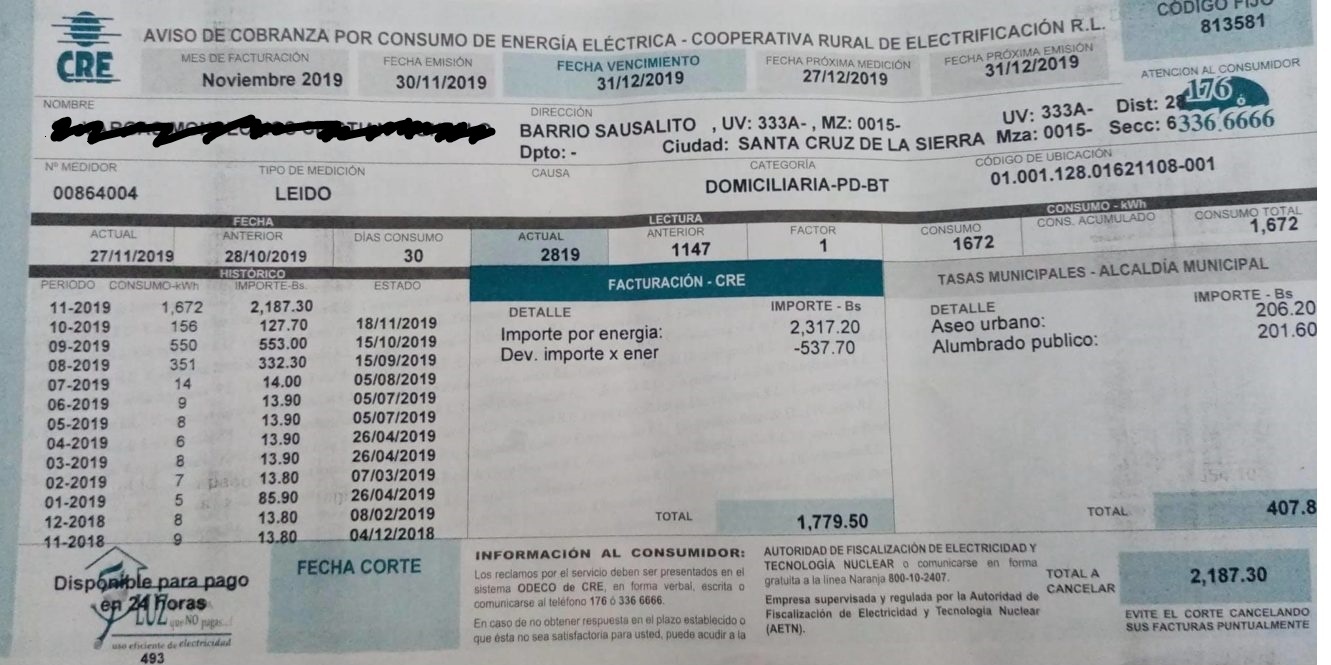 CÓDIGO FIJO
813581
CRE
AVISO DE COBRANZA POR CONSUMO DE ENERGÍA ELÉCTRICA - COOPERATIVA RURAL DE ELECTRIFICACIÓN R.L.
MES DE FACTURACIÓN FECHA EMISIÓN FECHA VENCIMIENTO FECHA PRÓXIMA MEDICIÓN FECHA PRÓXIMA EMISIÓN
Noviembre 2019 30/11/2019 31/12/2019 27/12/2019 31/12/2019
ATENCION AL CONSUMIDOR
176 ó
336 6666
NOMBRE DIRECCIÓN
BARRIO SAUSALITO , UV: 333A- , MZ: 0015- UV: 333A- Dist: 2
Dpto: - Ciudad: SANTA CRUZ DE LA SIERRA Mza: 0015- Secc: 6
Nº MEDIDOR TIPO DE MEDICIÓN CAUSA CATEGORÍA CÓDIGO DE UBICACIÓN
00864004 LEIDO DOMICILIARIA-PD-BT 01.001.128.01621108-001
FECHA LECTURA CONSUMO - kWh
ACTUAL ANTERIOR DÍAS CONSUMO ACTUAL ANTERIOR FACTOR CONSUMO CONS. ACUMULADO CONSUMO TOTAL
27/11/2019 28/10/2019 30 2819 1147 1 1672 1,672
HISTÓRICO
PERIODO CONSUMO-kWh IMPORTE-Bs. ESTADO
11-2019 1,672 2,187.30
10-2019 156 127.70 18/11/2019
09-2019 550 553.00 15/10/2019
08-2019 351 332.30 15/09/2019
07-2019 14 14.00 05/08/2019
06-2019 9 13.90 05/07/2019
05-2019 8 13.90 05/07/2019
04-2019 6 13.90 26/04/2019
03-2019 8 13.90 26/04/2019
02-2019 7 13.80 07/03/2019
01-2019 5 85.90 26/04/2019
12-2018 8 13.80 08/02/2019
11-2018 9 13.80 04/12/2018
FACTURACIÓN - CRE
DETALLE IMPORTE - Bs
Importe por energia: 2,317.20
Dev. importe x ener -537.70
TOTAL 1,779.50
TASAS MUNICIPALES - ALCALDÍA MUNICIPAL
DETALLE IMPORTE - Bs
Aseo urbano: 206.20
Alumbrado publico: 201.60
TOTAL 407.8
Disponible para pago
en 24 horas
LUZ que NO pagas...
uso eficiente de electricidad
493
FECHA CORTE
INFORMACIÓN AL CONSUMIDOR:
Los reclamos por el servicio deben ser presentados en el
sistema ODECO de CRE, en forma verbal, escrita o
comunicarse al teléfono 176 ó 336 6666.
En caso de no obtener respuesta en el plazo establecido o
que ésta no sea satisfactoria para usted, puede acudir a la
AUTORIDAD DE FISCALIZACIÓN DE ELECTRICIDAD Y
TECNOLOGÍA NUCLEAR o comunicarse en forma
gratuita a la línea Naranja 800-10-2407.
Empresa supervisada y regulada por la Autoridad de
Fiscalización de Electricidad y Tecnología Nuclear
(AETN).
TOTAL A
CANCELAR
2,187.30
EVITE EL CORTE CANCELANDO
SUS FACTURAS PUNTUALMENTE